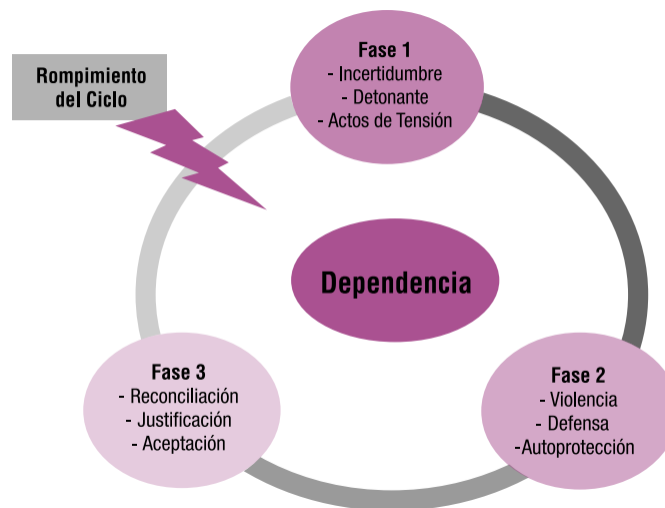 Rompimiento
del Ciclo
Fase 1
- Incertidumbre
- Detonante
- Actos de Tensión
Dependencia
Fase 3
- Reconciliación
- Justificación
- Aceptación
Fase 2
- Violencia
- Defensa
-Autoprotección